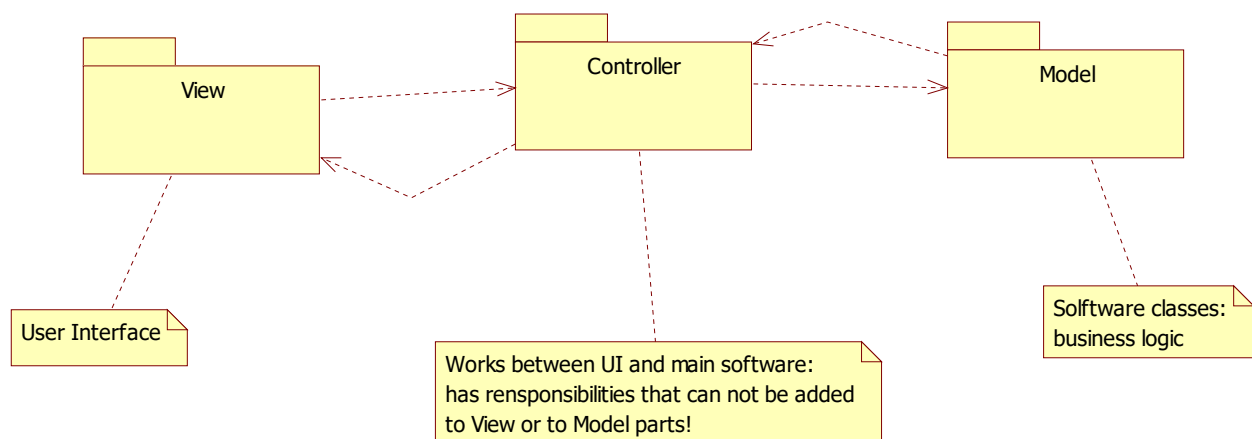 View
Controller
Model
User Interface
Works between UI and main software:
has rensponsibilities that can not be added
to View or to Model parts!
Solftware classes:
business logic